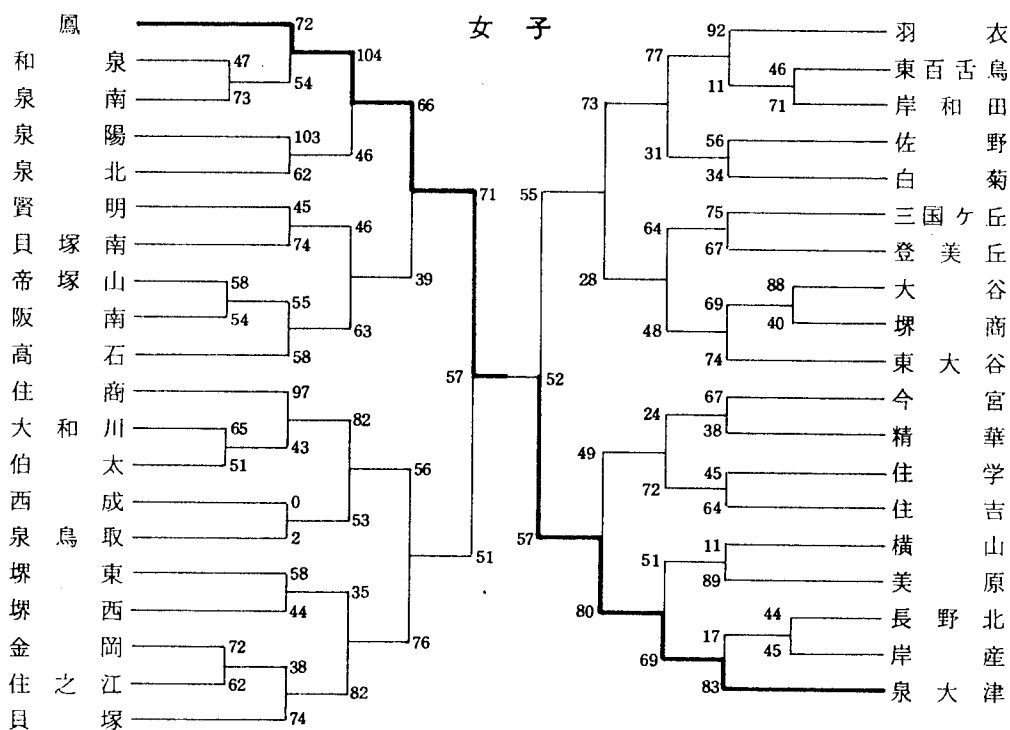 女子
鳳
和泉
泉南
泉陽
泉北
賢明
貝塚南
帝塚山
阪南
高石
住商
大和川
伯太
西成
泉鳥取
堺東
堺西
金岡
住之江
貝塚
72
47
73
54
104
103
62
46
66
45
74
46
58
54
55
58
63
39
71
97
65
51
43
82
0
2
53
56
58
44
35
72
62
38
74
82
76
51
57
羽衣
東百舌鳥
岸和田
佐野
白菊
三国ケ丘
登美丘
大谷
堺商
東大谷
今宮
精華
住学
住吉
横山
美原
長野北
岸産
泉大津
92
46
71
11
77
56
34
31
73
75
67
64
88
40
69
74
48
28
55
52
67
38
24
45
64
72
49
11
89
51
44
45
17
83
69
80
57